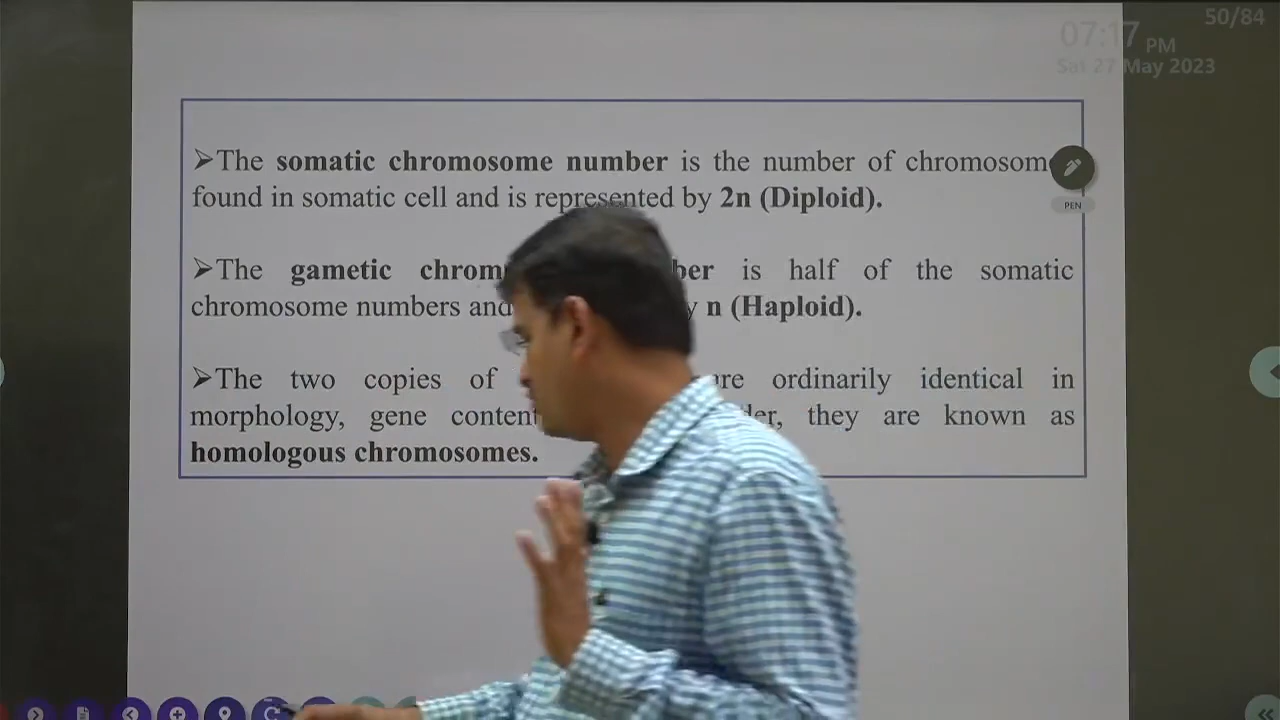 50/84
07:17 PM
Sat 27 May 2023
➢The somatic chromosome number is the number of chromosom
found in somatic cell and is represented by 2n (Diploid).
PEN
➢The gametic chrom ber is half of the somatic
chromosome numbers and y n (Haploid).
➢The two copies of are ordinarily identical in
morphology, gene content der, they are known as
homologous chromosomes.